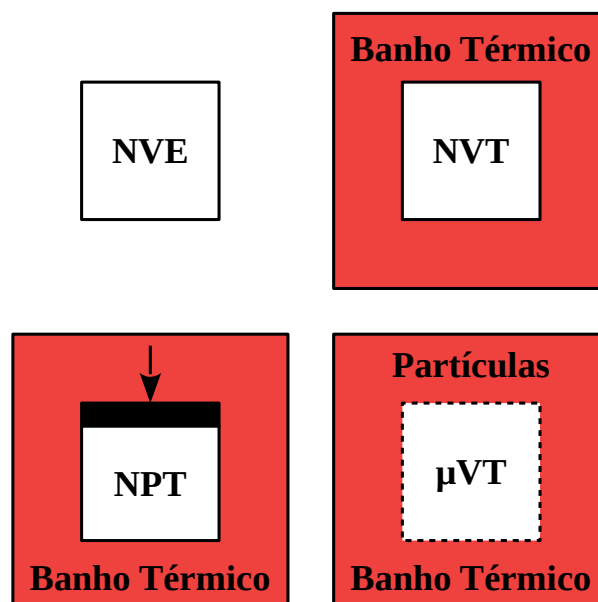 Banho Térmico
NVE
NVT
Partículas
NPT
μVT
Banho Térmico
Banho Térmico